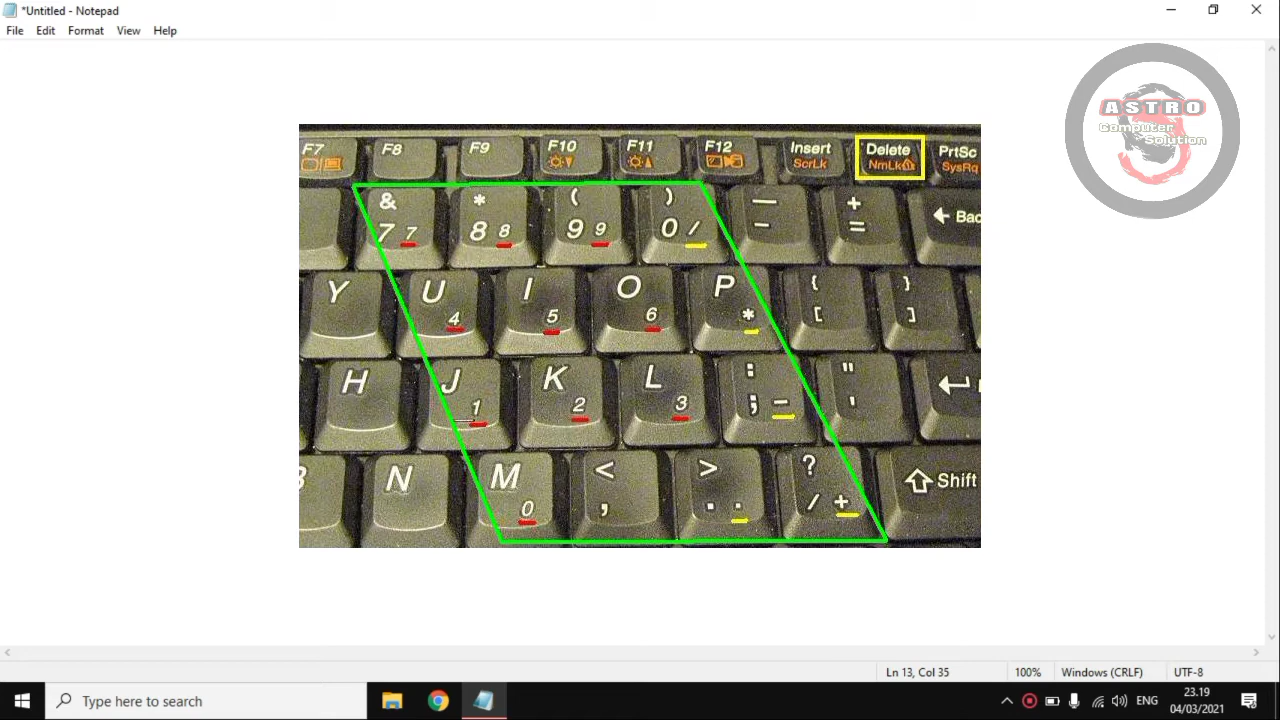 *Untitled - Notepad
File Edit Format View Help
ASTRO
Computer
Solution
F7 F8 F9 F10 F11 F12 Insert Delete PrtSc
ScrLk NmLk SysRq
& * ( ) — +
7 7 8 8 9 9 0 / - = Bac
Y U I O P { }
4 5 6 * [ ]
H J K L : "
1 2 3 ; - '
N M < > ? Shift
0 , . . / +
Ln 13, Col 35 100% Windows (CRLF) UTF-8
Type here to search
ENG
23.19
04/03/2021